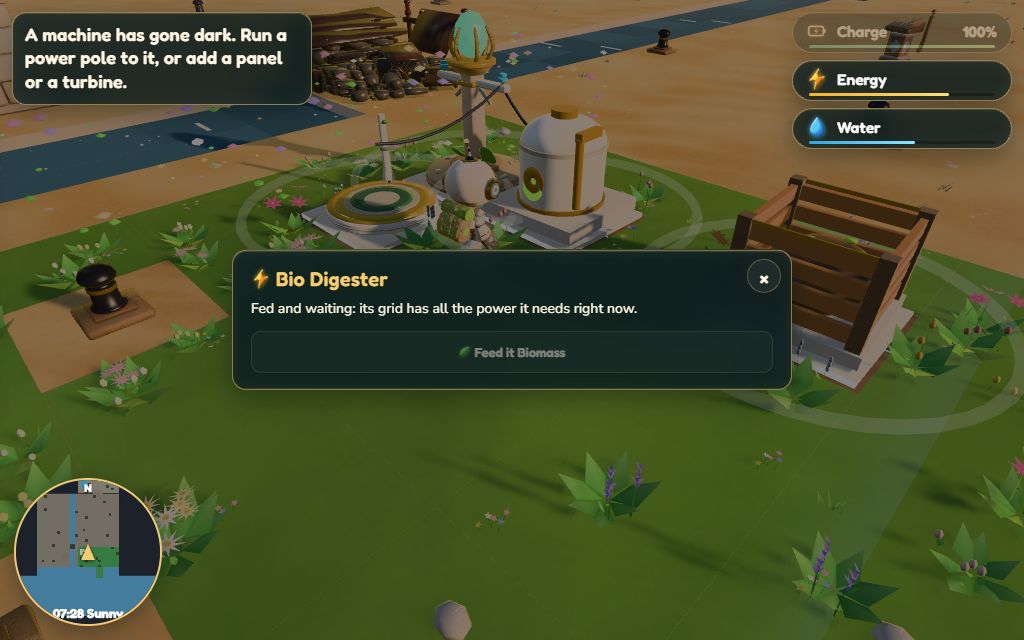 A machine has gone dark. Run a
power pole to it, or add a panel
or a turbine.
Charge 100%
Energy
Water
Bio Digester
Fed and waiting: its grid has all the power it needs right now.
Feed it Biomass
N
07:28 Sunny